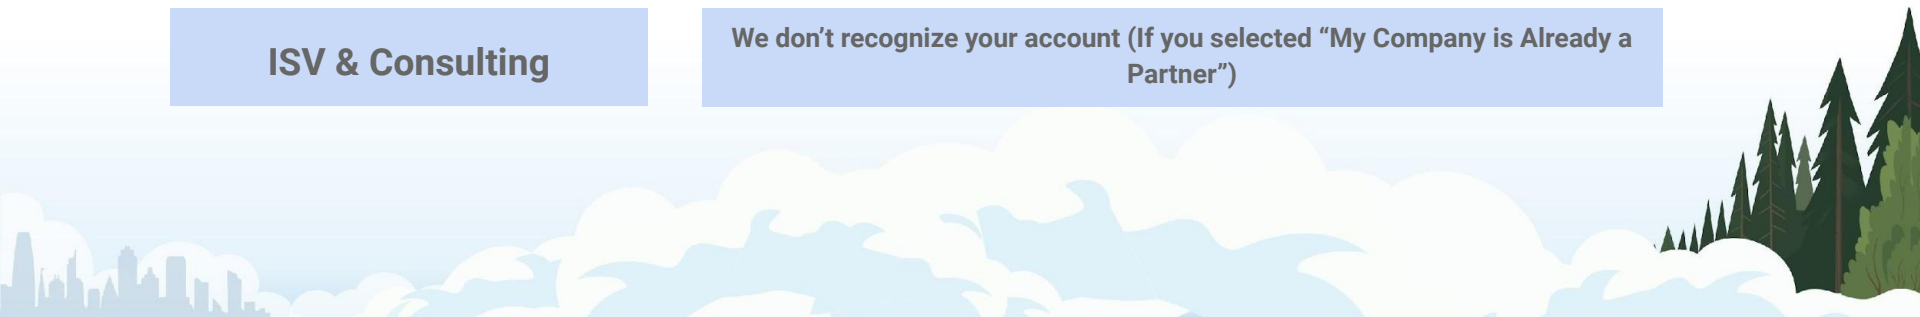 ISV & Consulting
We don’t recognize your account (If you selected “My Company is Already a
Partner”)